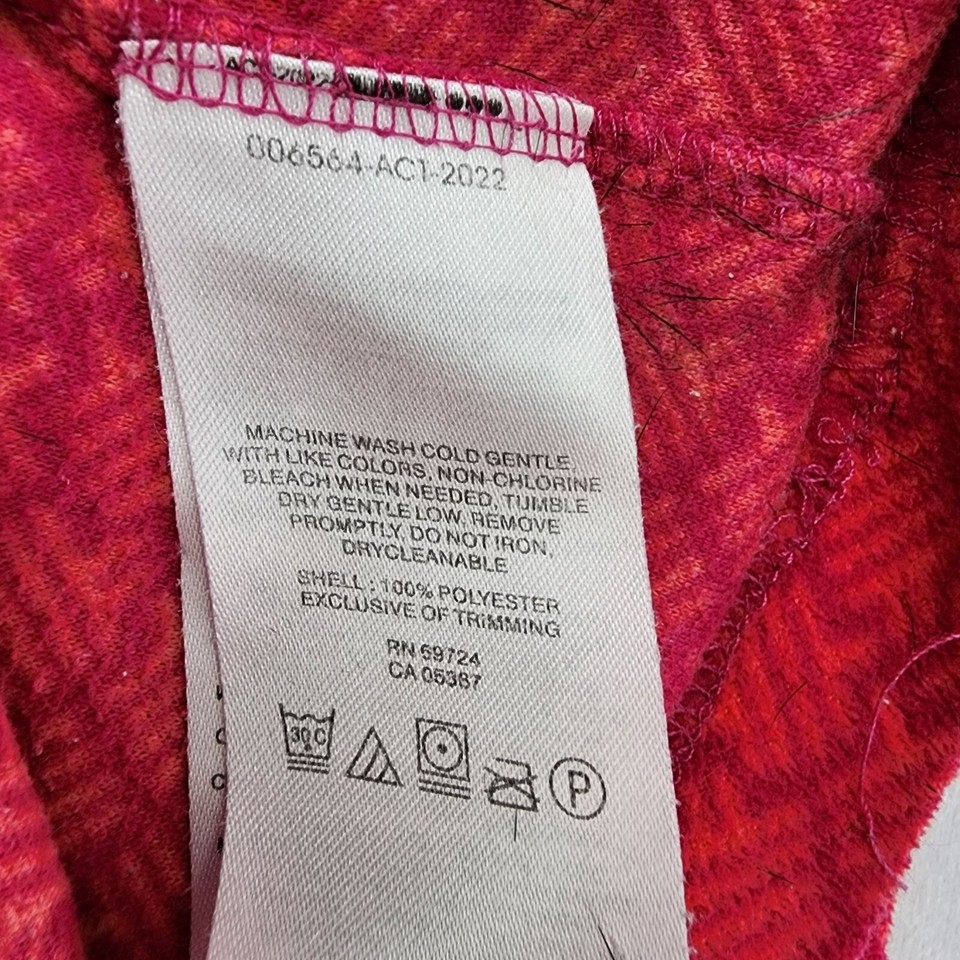 006564-AC1-2022
MACHINE WASH COLD GENTLE,
WITH LIKE COLORS, NON-CHLORINE
BLEACH WHEN NEEDED, TUMBLE
DRY GENTLE LOW, REMOVE
PROMPTLY, DO NOT IRON,
DRYCLEANABLE
SHELL : 100% POLYESTER
EXCLUSIVE OF TRIMMING
RN 69724
CA 05367
30 C
P